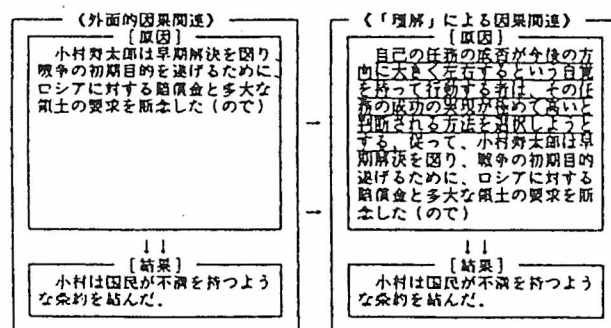 《外面的因果関連》
[原因]
小村寿太郎は早期解決を図り、
戦争の初期目的を遂げるために、
ロシアに対する賠償金と多大な
領土の要求を断念した(ので)
↓↓
[結果]
小村は国民が不満を持つよう
な条約を結んだ。
→
→
《「理解」による因果関連》
[原因]
自己の任務の成否が今後の方
向に大きく左右するという自覚
を持って行動する者は、その任
務の成功の実現が極めて高いと
判断される方法を選択しようと
する。従って、小村寿太郎は早
期解決を図り、戦争の初期目的
遂げるために、ロシアに対する
賠償金と多大な領土の要求を断
念した(ので)
↓↓
[結果]
小村は国民が不満を持つよう
な条約を結んだ。